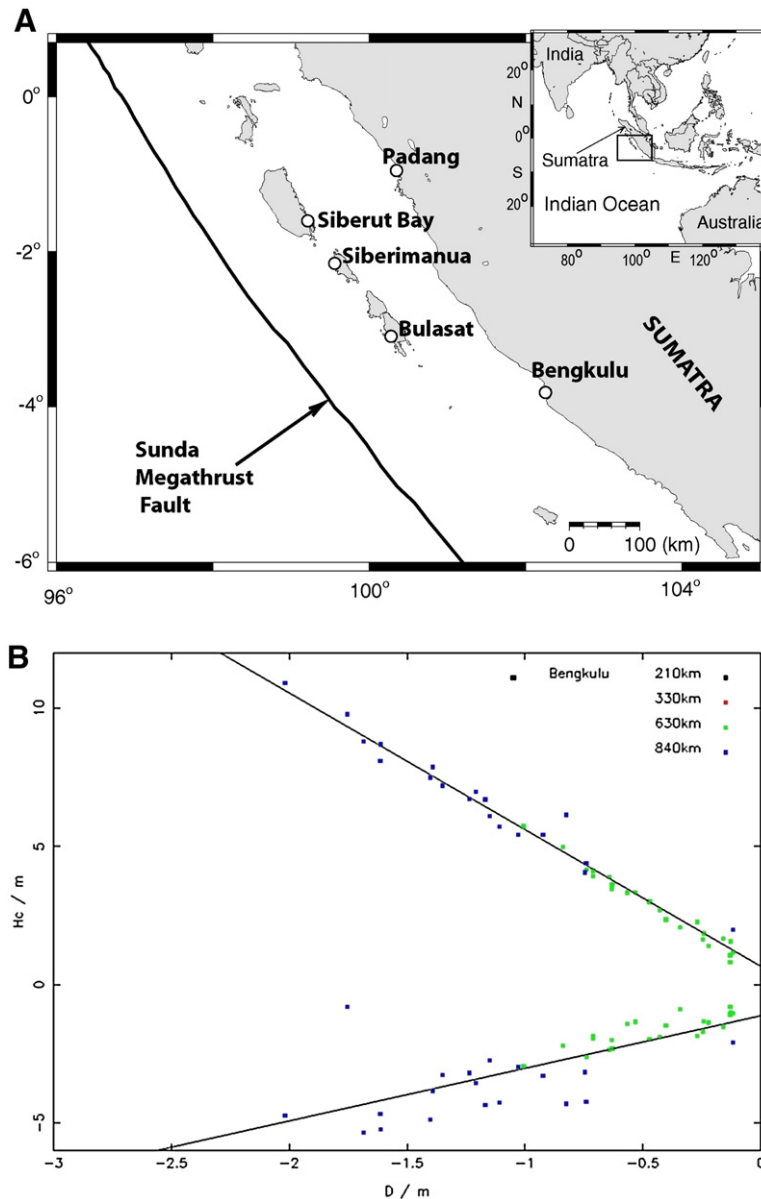 A
India
20°
N
0°
S
20°
Sumatra
Indian Ocean
Australia
80°
100°
E
120°
0°
-2°
-4°
-6°
Padang
Siberut Bay
Siberimanua
Bulasat
Bengkulu
SUMATRA
Sunda
Megathrust
Fault
0 100 (km)
96°
100°
104°
B
Bengkulu 210km
330km
630km
840km
10
5
0
-5
Hc / m
-3 -2.5 -2 -1.5 -1 -0.5 0
D / m